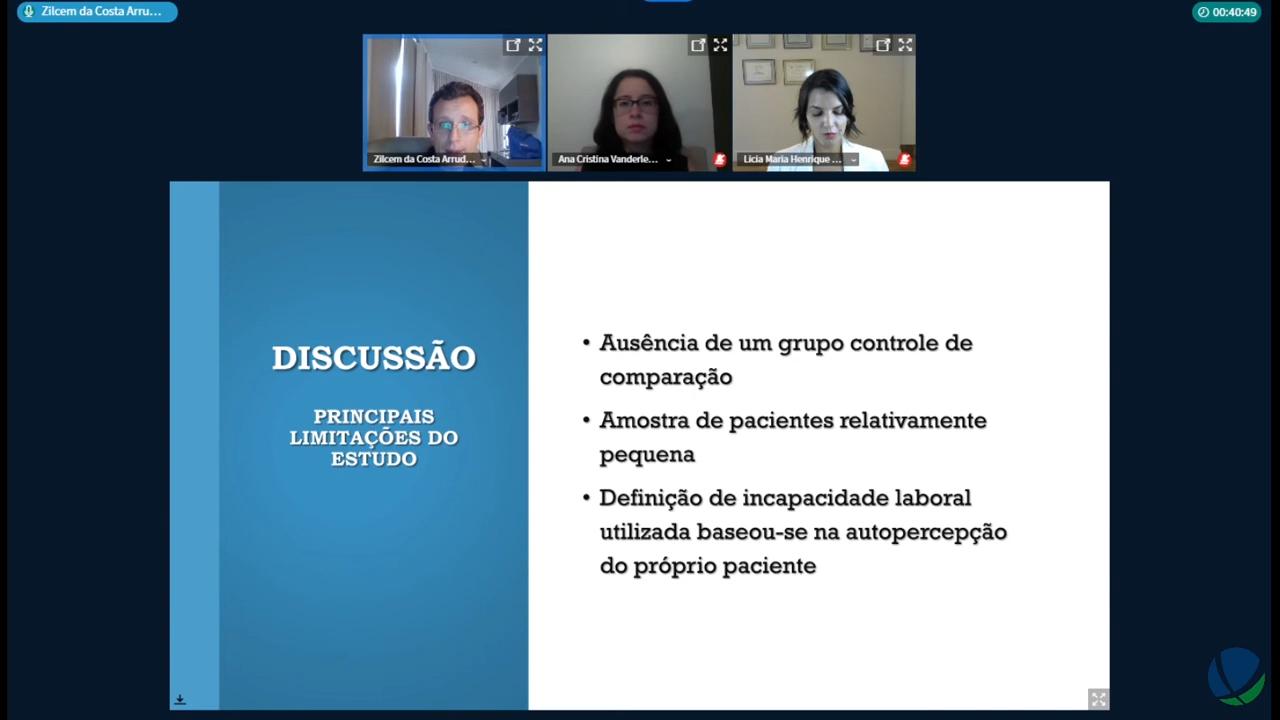 Zilcem da Costa Arru...
00:40:49
Zilcem da Costa Arrud...
Ana Cristina Vanderle...
Licia Maria Henrique ...
DISCUSSÃO
PRINCIPAIS
LIMITAÇÕES DO
ESTUDO
• Ausência de um grupo controle de
comparação
• Amostra de pacientes relativamente
pequena
• Definição de incapacidade laboral
utilizada baseou-se na autopercepção
do próprio paciente